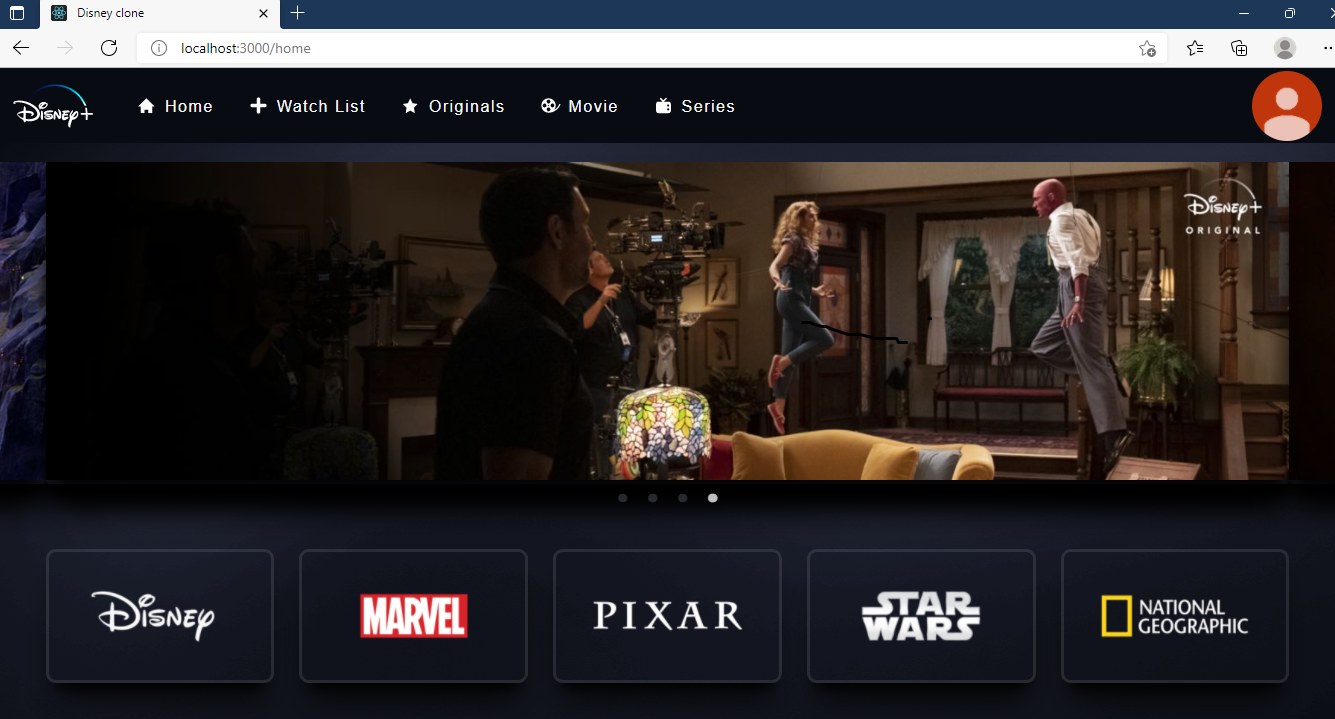 Disney clone
localhost:3000/home
Disney+
Home
Watch List
Originals
Movie
Series
Disney+
ORIGINAL
Disney
MARVEL
PIXAR
STAR
WARS
NATIONAL
GEOGRAPHIC